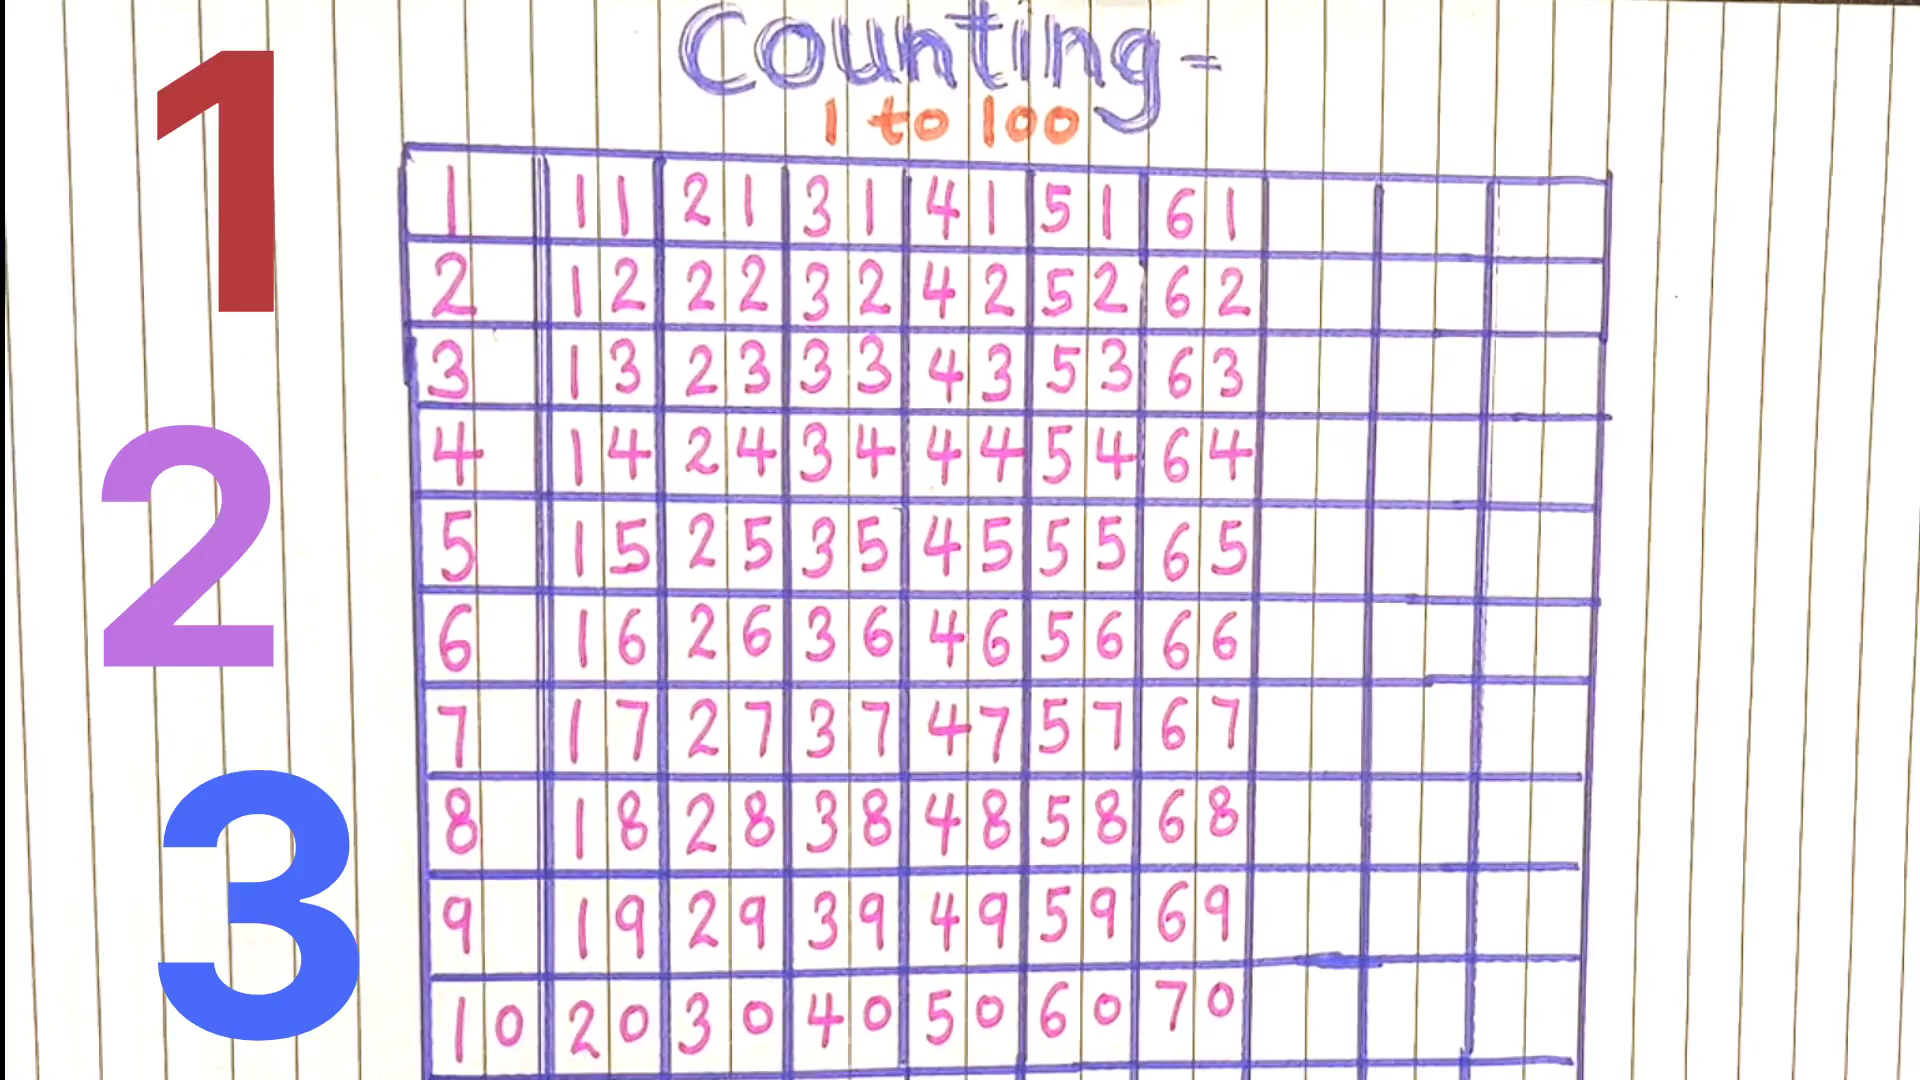 Counting -
1 to 100
1 11 21 31 41 51 61
2 12 22 32 42 52 62
3 13 23 33 43 53 63
4 14 24 34 44 54 64
5 15 25 35 45 55 65
6 16 26 36 46 56 66
7 17 27 37 47 57 67
8 18 28 38 48 58 68
9 19 29 39 49 59 69
10 20 30 40 50 60 70
1
2
3